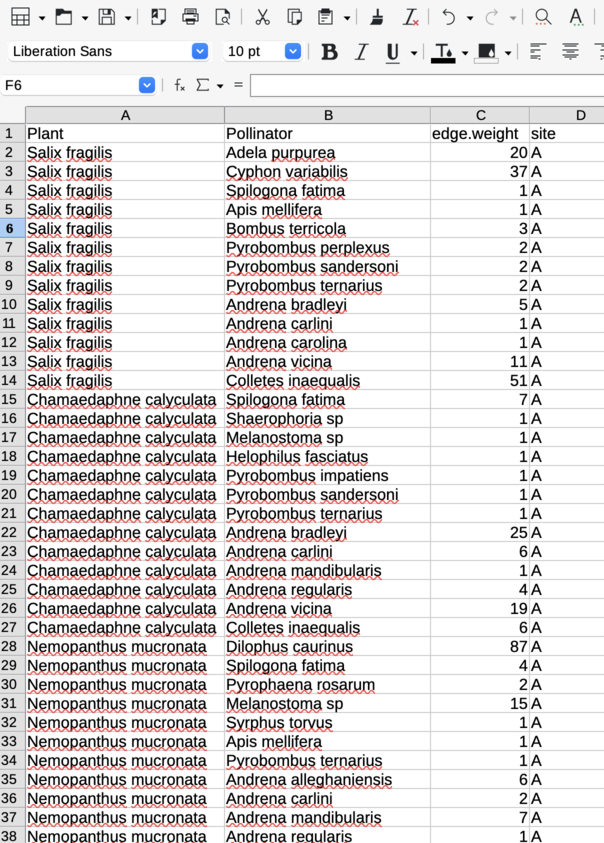 Liberation Sans 10 pt B I U
F6 fx Σ =
A B C D
1 Plant Pollinator edge.weight site
2 Salix fragilis Adela purpurea 20 A
3 Salix fragilis Cyphon variabilis 37 A
4 Salix fragilis Spilogona fatima 1 A
5 Salix fragilis Apis mellifera 1 A
6 Salix fragilis Bombus terricola 3 A
7 Salix fragilis Pyrobombus perplexus 2 A
8 Salix fragilis Pyrobombus sandersoni 2 A
9 Salix fragilis Pyrobombus ternarius 2 A
10 Salix fragilis Andrena bradleyi 5 A
11 Salix fragilis Andrena carlini 1 A
12 Salix fragilis Andrena carolina 1 A
13 Salix fragilis Andrena vicina 11 A
14 Salix fragilis Colletes inaequalis 51 A
15 Chamaedaphne calyculata Spilogona fatima 7 A
16 Chamaedaphne calyculata Shaerophoria sp 1 A
17 Chamaedaphne calyculata Melanostoma sp 1 A
18 Chamaedaphne calyculata Helophilus fasciatus 1 A
19 Chamaedaphne calyculata Pyrobombus impatiens 1 A
20 Chamaedaphne calyculata Pyrobombus sandersoni 1 A
21 Chamaedaphne calyculata Pyrobombus ternarius 1 A
22 Chamaedaphne calyculata Andrena bradleyi 25 A
23 Chamaedaphne calyculata Andrena carlini 6 A
24 Chamaedaphne calyculata Andrena mandibularis 1 A
25 Chamaedaphne calyculata Andrena regularis 4 A
26 Chamaedaphne calyculata Andrena vicina 19 A
27 Chamaedaphne calyculata Colletes inaequalis 6 A
28 Nemopanthus mucronata Dilophus caurinus 87 A
29 Nemopanthus mucronata Spilogona fatima 4 A
30 Nemopanthus mucronata Pyrophaena rosarum 2 A
31 Nemopanthus mucronata Melanostoma sp 15 A
32 Nemopanthus mucronata Syrphus torvus 1 A
33 Nemopanthus mucronata Apis mellifera 1 A
34 Nemopanthus mucronata Pyrobombus ternarius 1 A
35 Nemopanthus mucronata Andrena alleghaniensis 6 A
36 Nemopanthus mucronata Andrena carlini 2 A
37 Nemopanthus mucronata Andrena mandibularis 7 A
38 Nemopanthus mucronata Andrena regularis 1 A